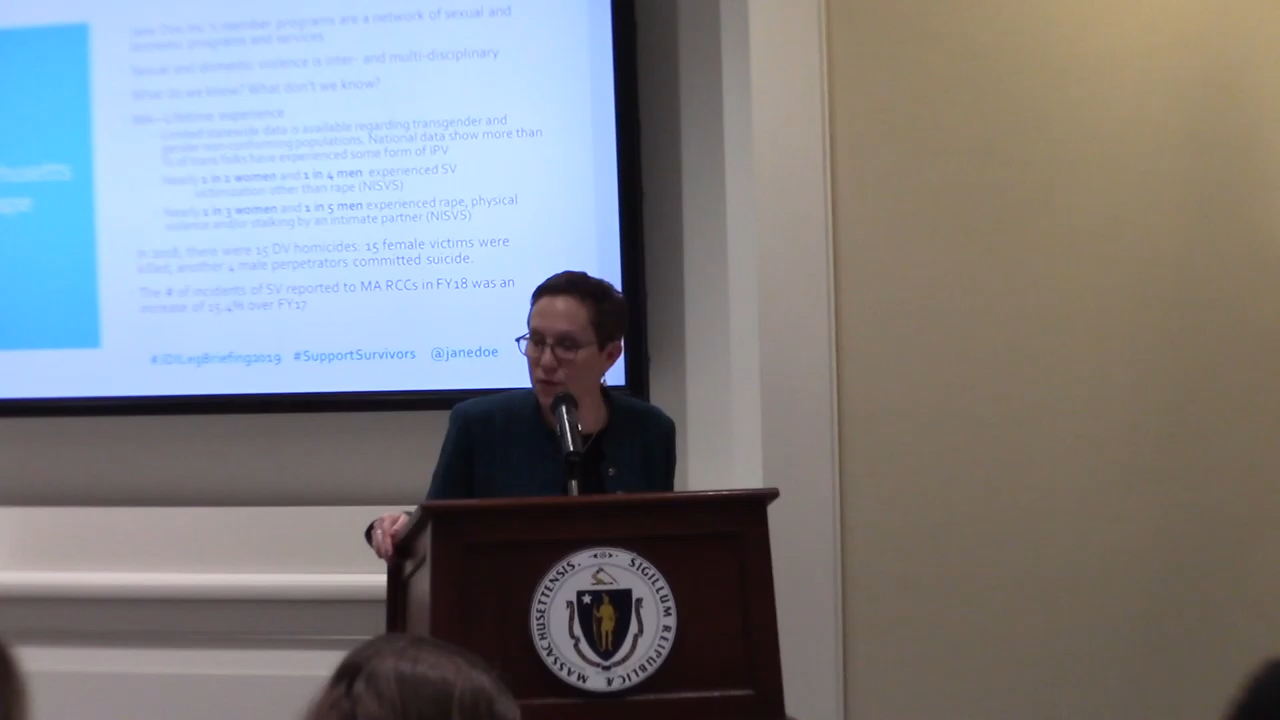 Jane Doe Inc.'s member programs are a network of sexual and
domestic programs and services
Sexual and domestic violence is inter- and multi-disciplinary
What do we know? What don't we know?
MA—Lifetime experience
Limited statewide data is available regarding transgender and
gender non-conforming populations. National data show more than
of trans folks have experienced some form of IPV
Nearly 1 in 2 women and 1 in 4 men experienced SV
victimization other than rape (NISVS)
Nearly 1 in 3 women and 1 in 5 men experienced rape, physical
violence and/or stalking by an intimate partner (NISVS)
In 2018, there were 15 DV homicides: 15 female victims were
killed, another 4 male perpetrators committed suicide.
The # of incidents of SV reported to MA RCCs in FY18 was an
increase of 15.4% over FY17
#JDILegBriefing2019 #SupportSurvivors @janedoe
SIGILLUM REIPUBLICÆ MASSACHUSETTENSIS.